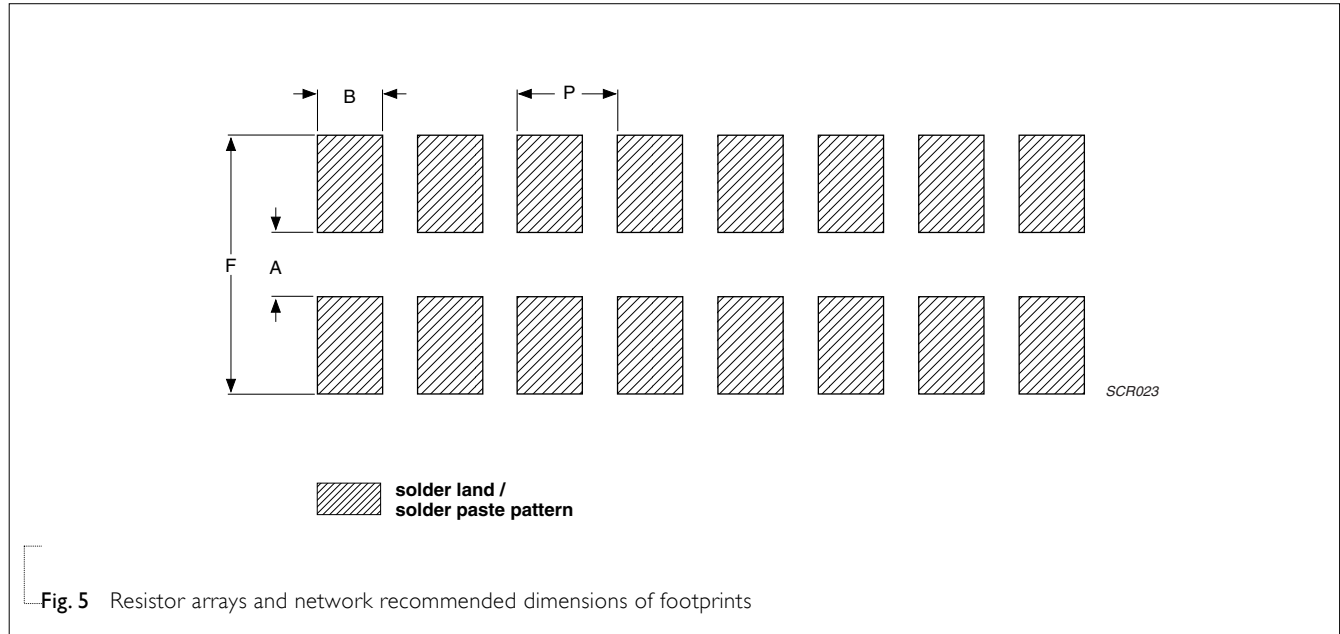 B
P
F
A
SCR023
solder land /
solder paste pattern
Fig. 5 Resistor arrays and network recommended dimensions of footprints